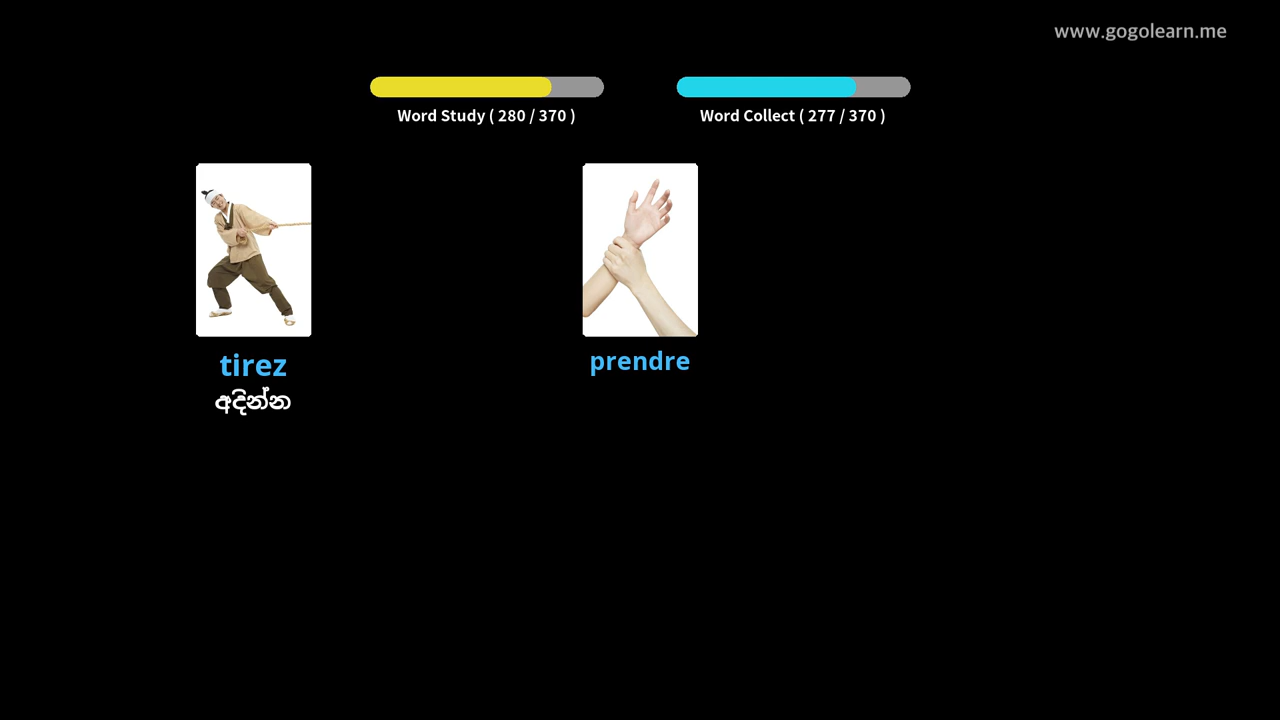 www.gogolearn.me
Word Study ( 280 / 370 )
Word Collect ( 277 / 370 )
tirez
අදින්න
prendre